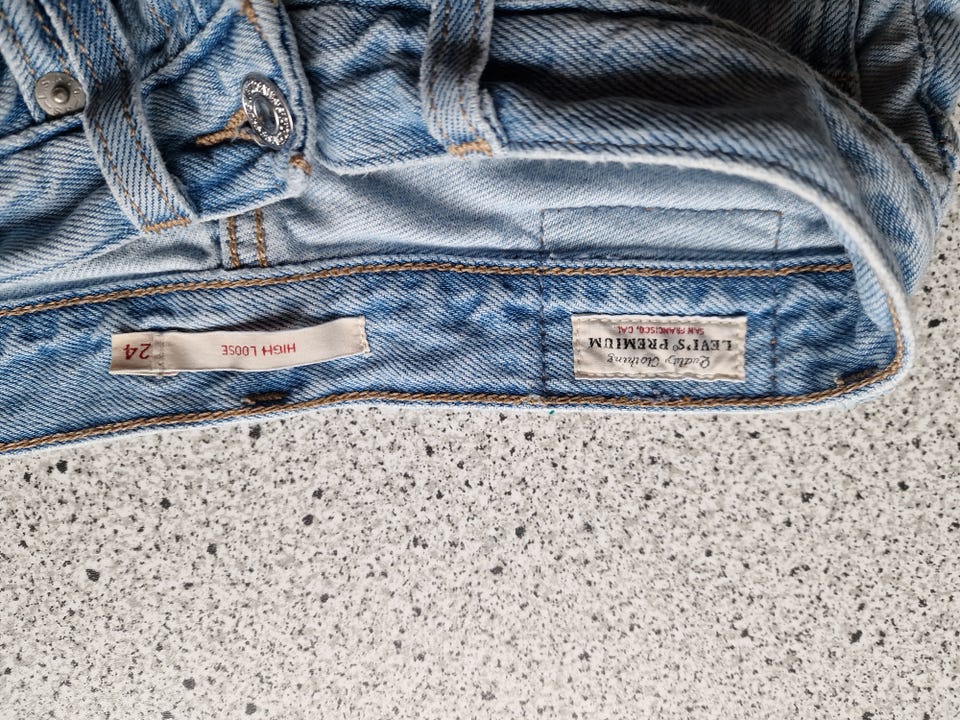 Quality Clothing
LEVI'S® PREMIUM
SAN FRANCISCO, CAL
HIGH LOOSE
24